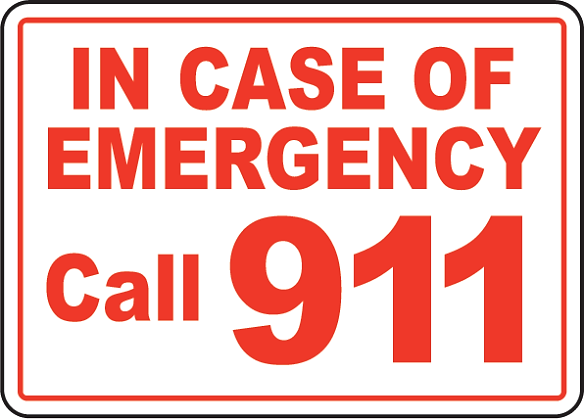 IN CASE OF
EMERGENCY
Call 911